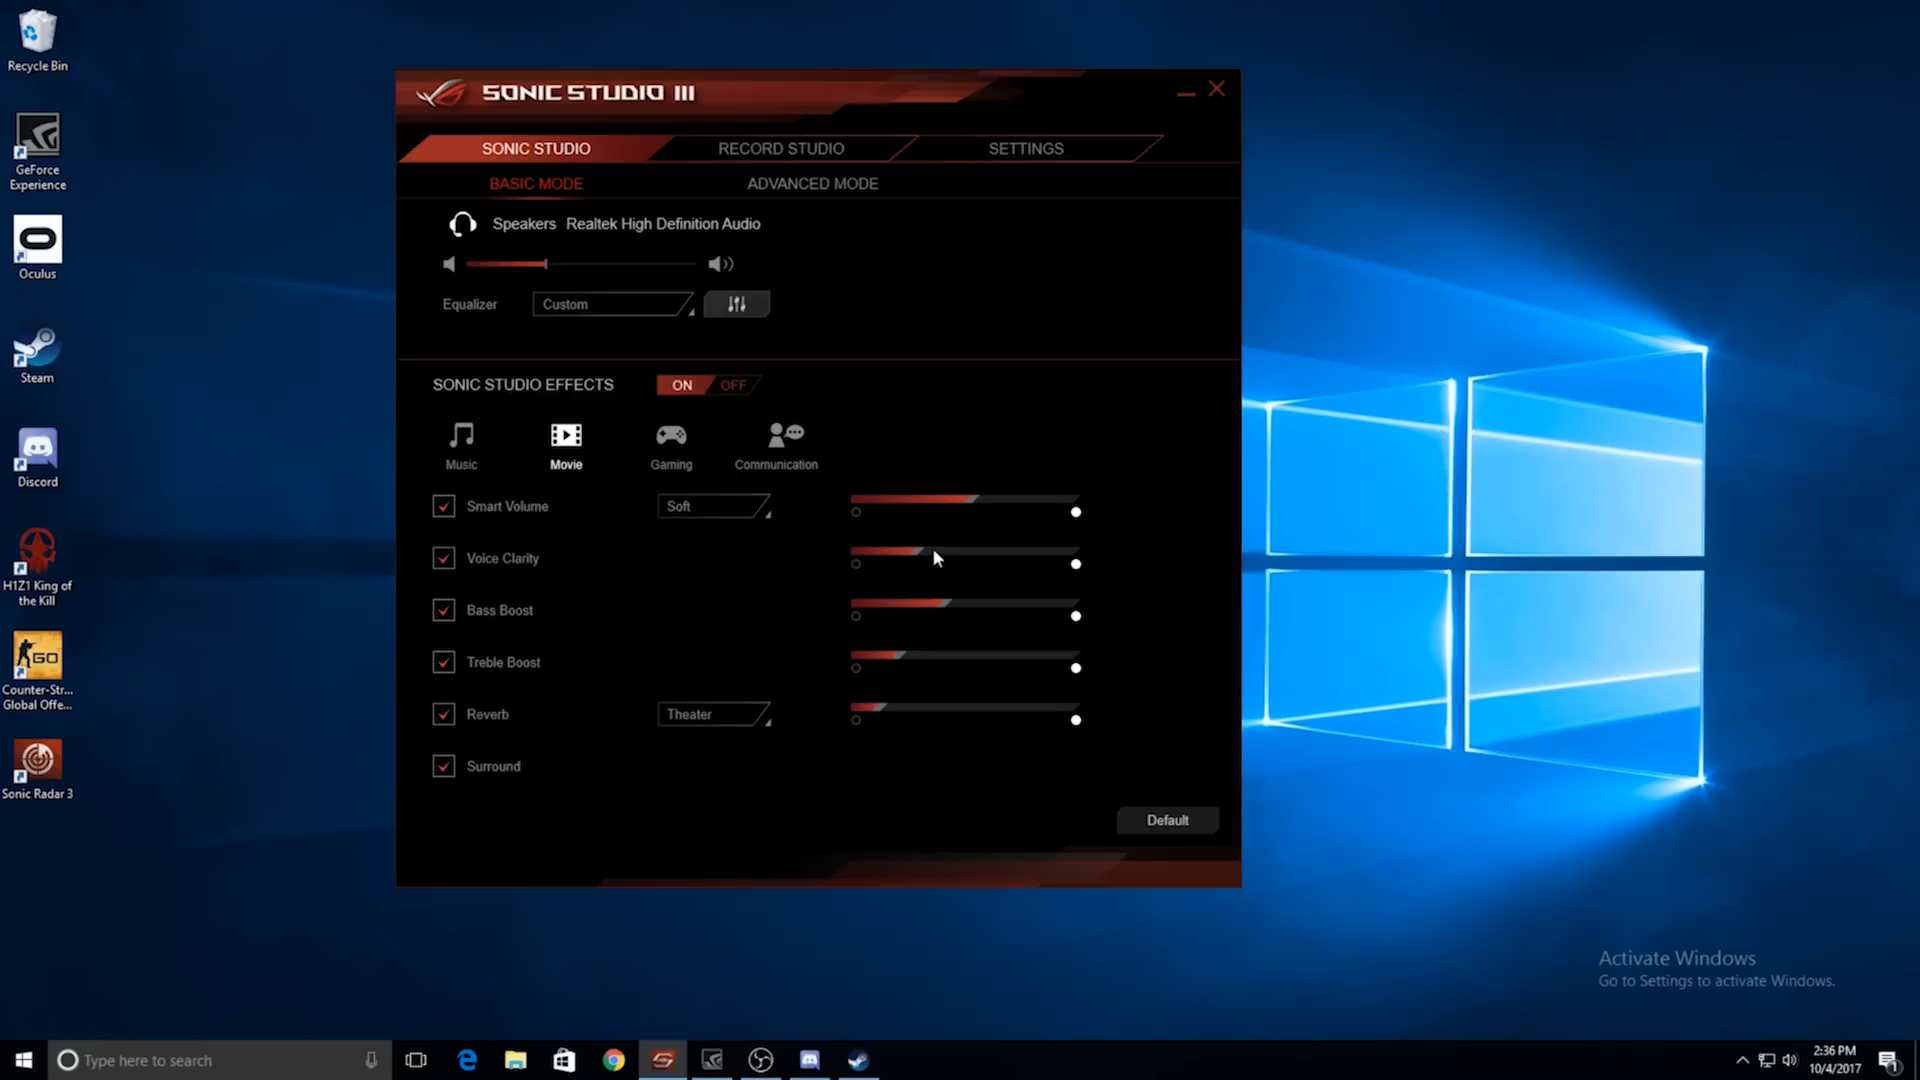 Recycle Bin
GeForce
Experience
Oculus
Steam
Discord
H1Z1 King of
the Kill
GO
Counter-Str...
Global Offe...
Sonic Radar 3
SONIC STUDIO III
SONIC STUDIO
RECORD STUDIO
SETTINGS
BASIC MODE
ADVANCED MODE
Speakers Realtek High Definition Audio
Equalizer
Custom
SONIC STUDIO EFFECTS
ON
OFF
Music
Movie
Gaming
Communication
Smart Volume
Soft
Voice Clarity
Bass Boost
Treble Boost
Reverb
Theater
Surround
Default
Activate Windows
Go to Settings to activate Windows.
Type here to search
2:36 PM
10/4/2017
1